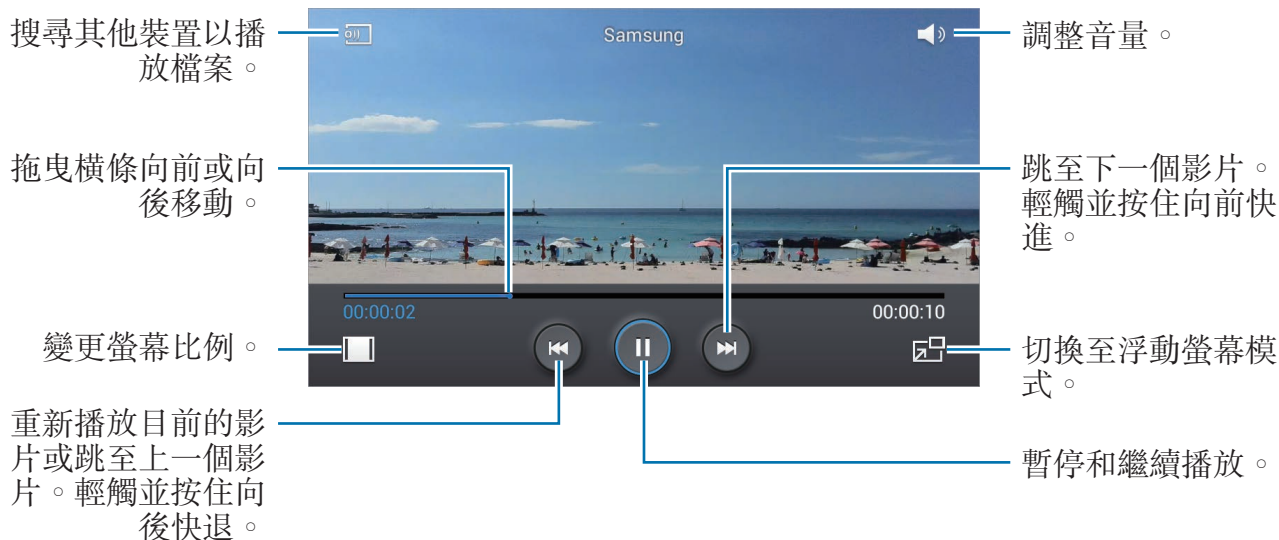 搜尋其他裝置以播
放檔案。
Samsung
調整音量。
拖曳橫條向前或向
後移動。
跳至下一個影片。
輕觸並按住向前快
進。
00:00:02
00:00:10
變更螢幕比例。
切換至浮動螢幕模
式。
重新播放目前的影
片或跳至上一個影
片。輕觸並按住向
後快退。
暫停和繼續播放。